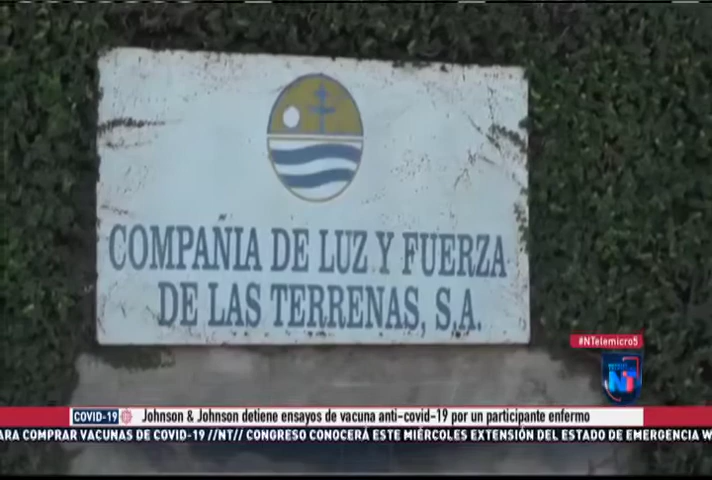 COMPAÑIA DE LUZ Y FUERZA
DE LAS TERRENAS, S.A.
#NTelemicro5
NT
COVID-19 Johnson & Johnson detiene ensayos de vacuna anti-covid-19 por un participante enfermo
ARA COMPRAR VACUNAS DE COVID-19 //NT// CONGRESO CONOCERÁ ESTE MIÉRCOLES EXTENSIÓN DEL ESTADO DE EMERGENCIA W